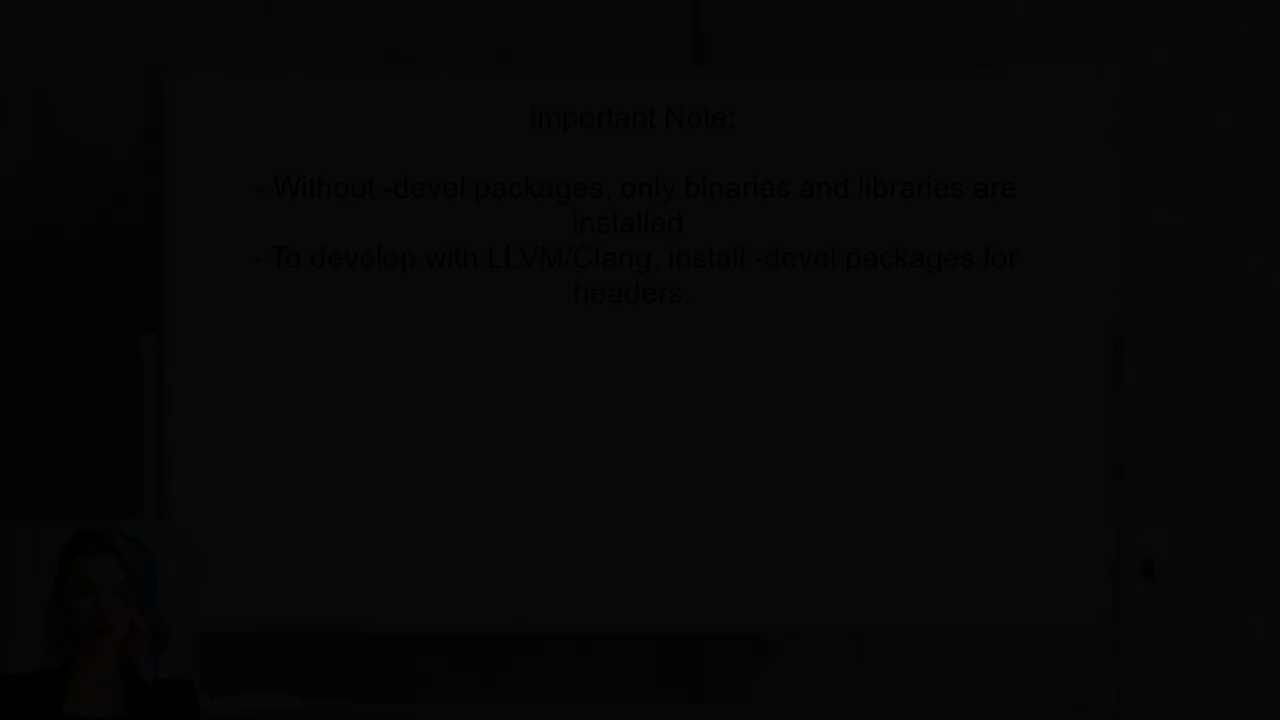 Important Note:
- Without -devel packages, only binaries and libraries are
installed.
- To develop with LLVM/Clang, install -devel packages for
headers.